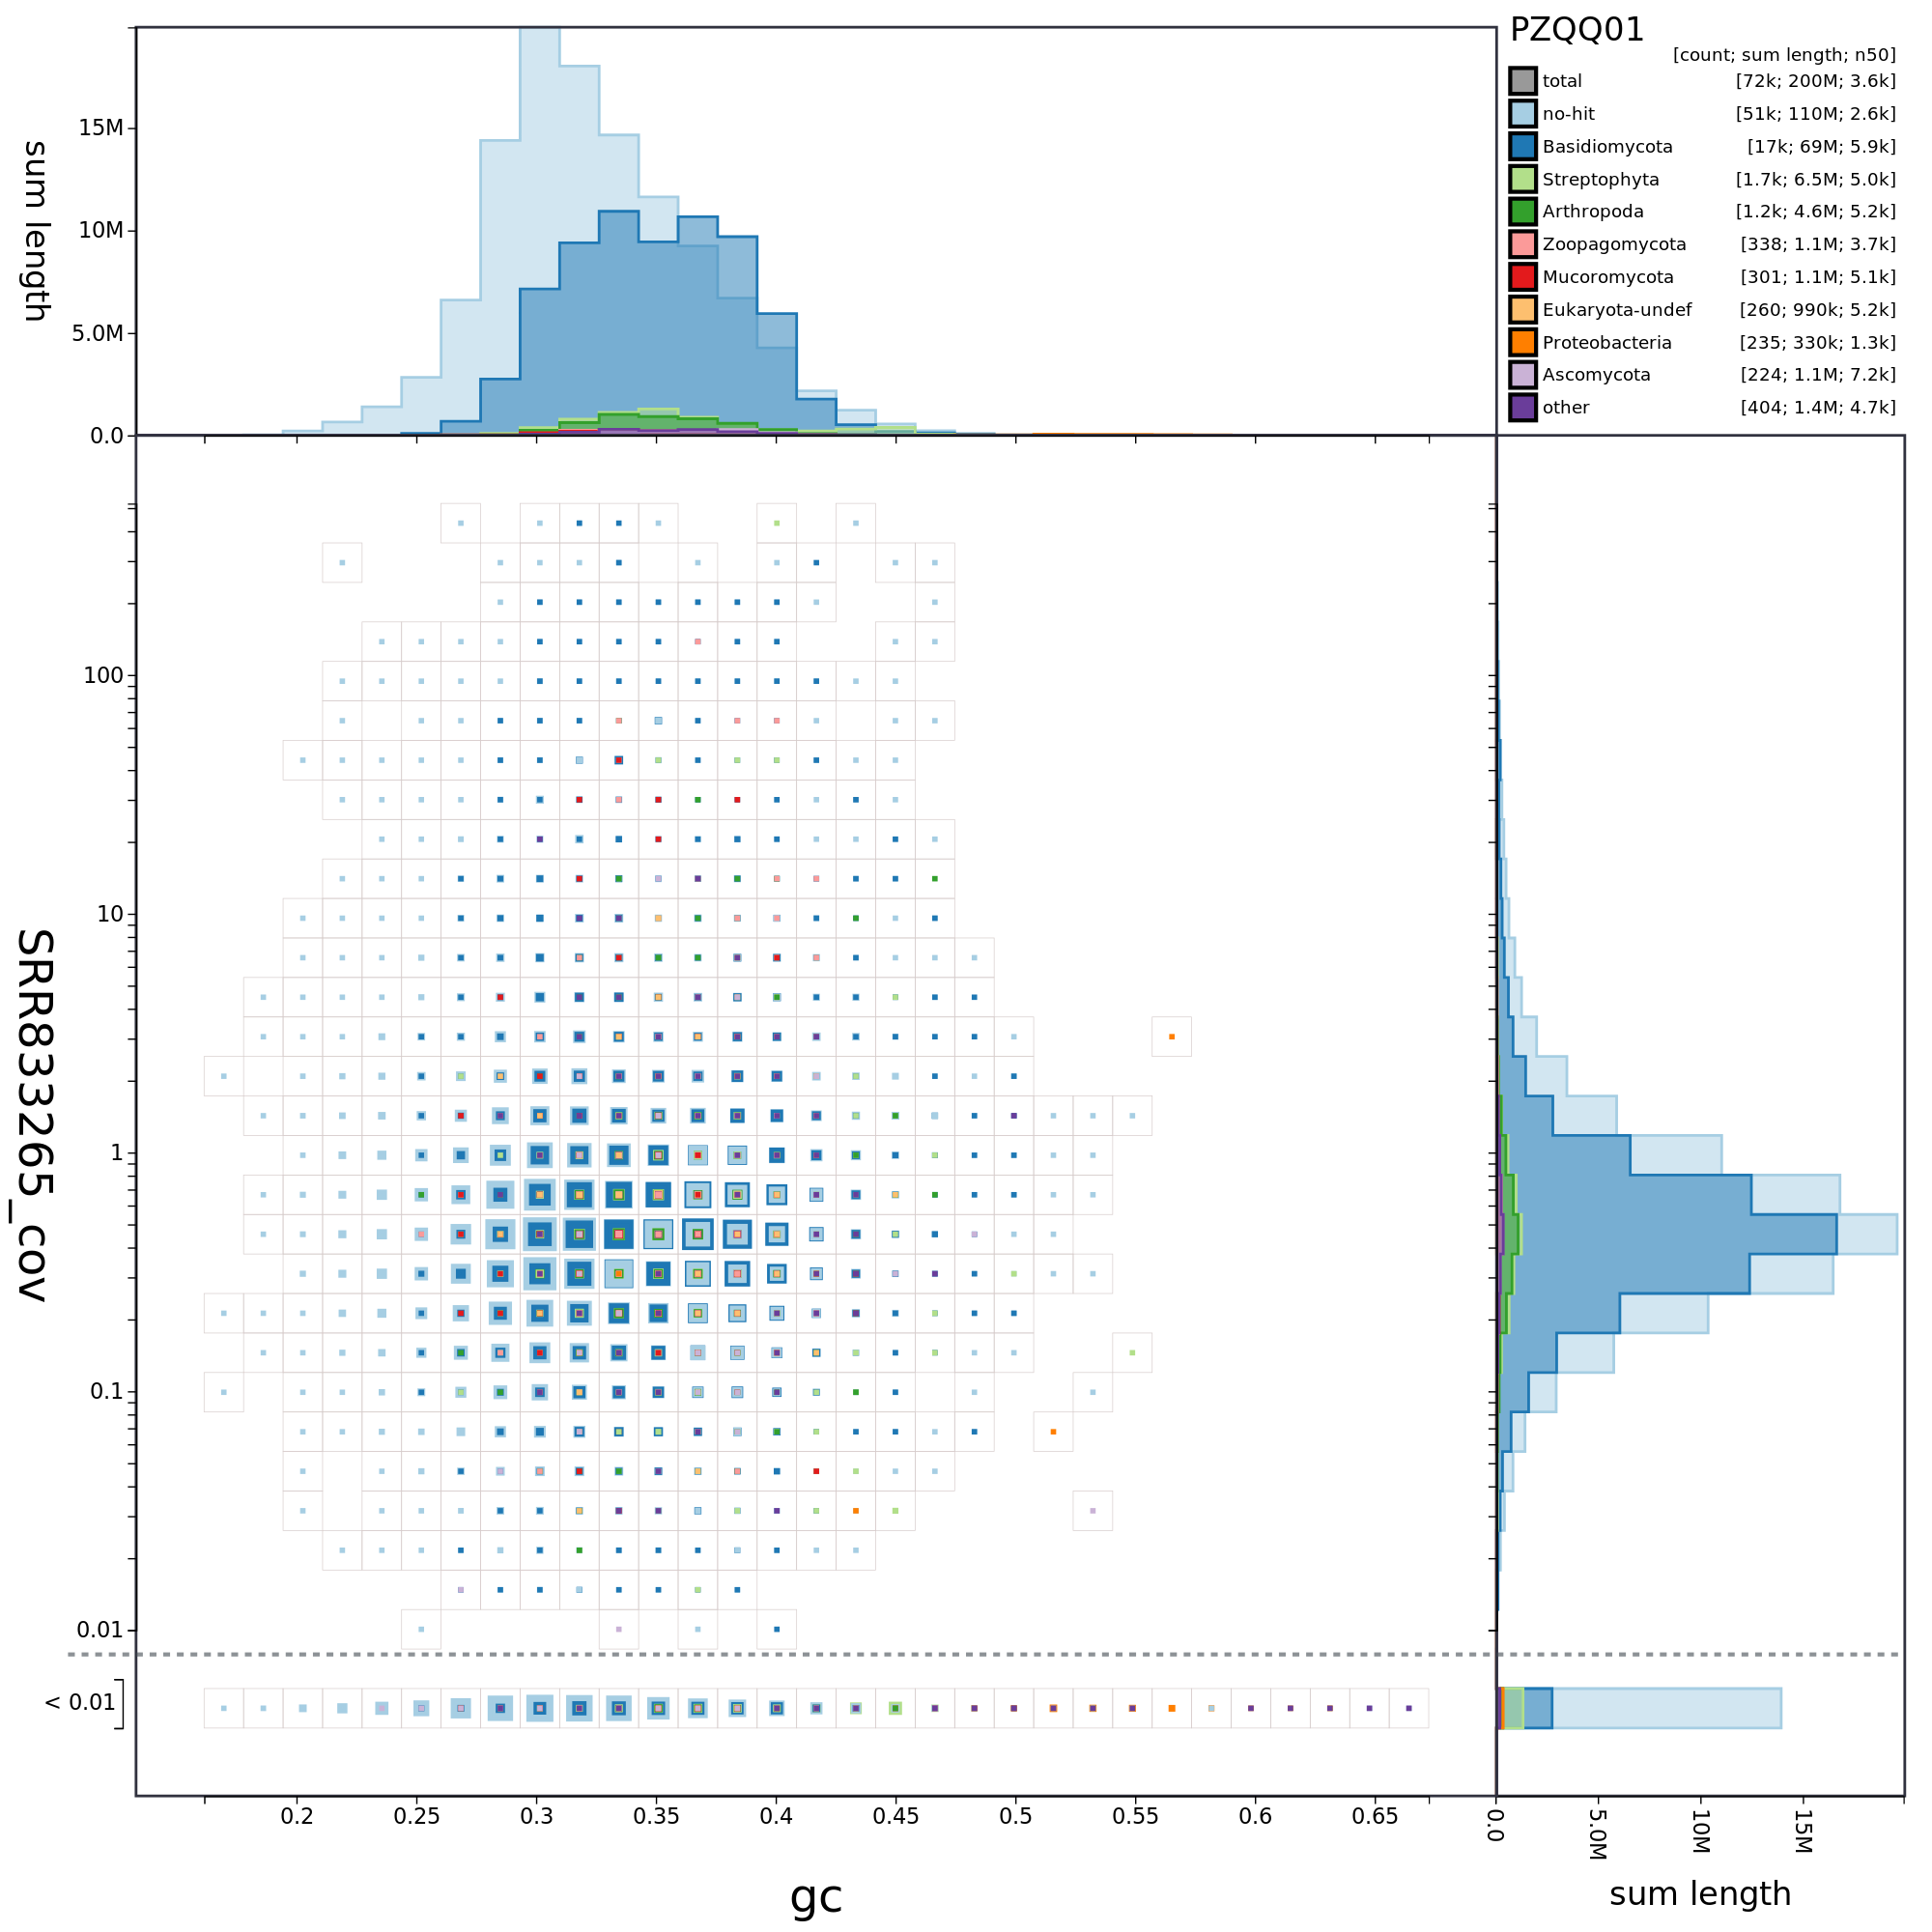 PZQQ01
[count; sum length; n50]
total [72k; 200M; 3.6k]
no-hit [51k; 110M; 2.6k]
Basidiomycota [17k; 69M; 5.9k]
Streptophyta [1.7k; 6.5M; 5.0k]
Arthropoda [1.2k; 4.6M; 5.2k]
Zoopagomycota [338; 1.1M; 3.7k]
Mucoromycota [301; 1.1M; 5.1k]
Eukaryota-undef [260; 990k; 5.2k]
Proteobacteria [235; 330k; 1.3k]
Ascomycota [224; 1.1M; 7.2k]
other [404; 1.4M; 4.7k]
sum length
15M
10M
5.0M
0.0
SRR833265_cov
100
10
1
0.1
0.01
< 0.01
0.2 0.25 0.3 0.35 0.4 0.45 0.5 0.55 0.6 0.65
gc
0.0 5.0M 10M 15M
sum length